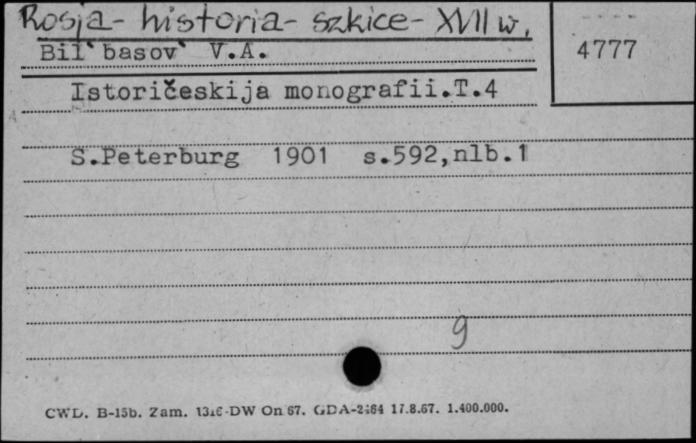 Rosja- historia- szkice- XVII w.
Bil`basov` V.A.
4777
Istoričeskija monografii.T.4
S.Peterburg 1901 s.592,nlb.1
9
CWD. B-15b. Zam. DW On 67. GDA-2364 17.8.67. 1.400.000.